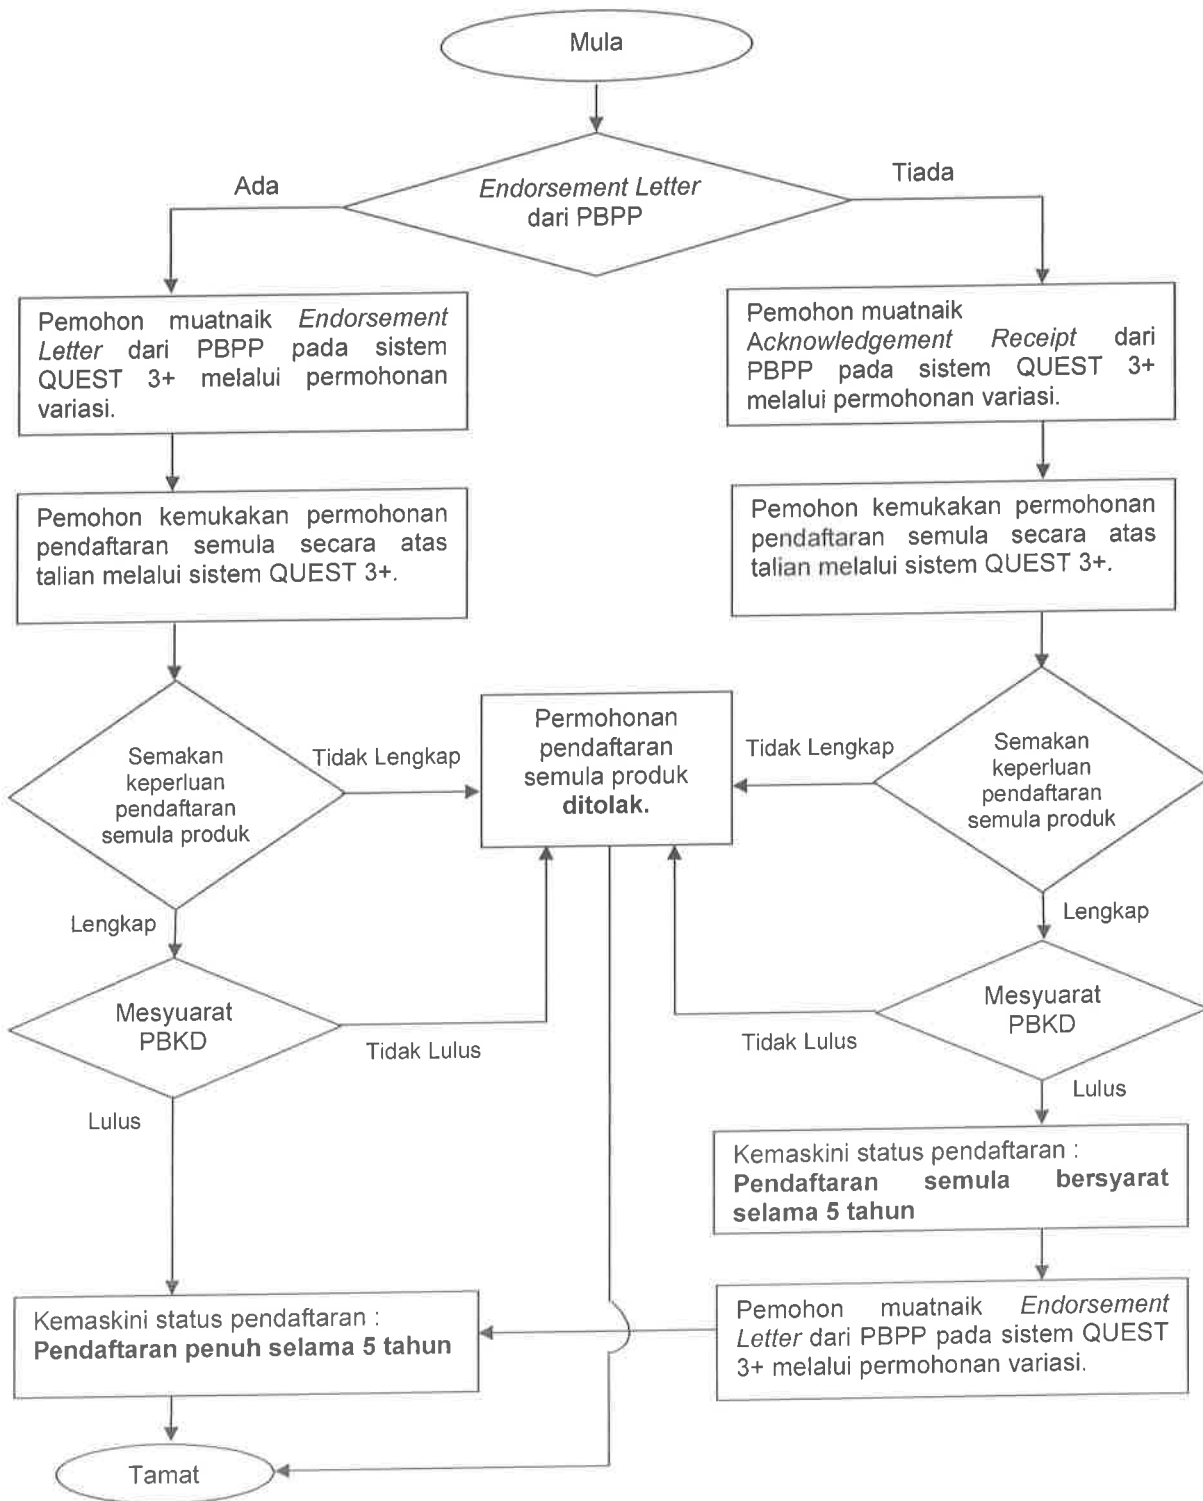 Mula
Endorsement Letter
dari PBPP
Ada
Tiada
Pemohon muatnaik Endorsement
Letter dari PBPP pada sistem
QUEST 3+ melalui permohonan
variasi.
Pemohon muatnaik
Acknowledgement Receipt dari
PBPP pada sistem QUEST 3+
melalui permohonan variasi.
Pemohon kemukakan permohonan
pendaftaran semula secara atas
talian melalui sistem QUEST 3+.
Pemohon kemukakan permohonan
pendaftaran semula secara atas
talian melalui sistem QUEST 3+.
Semakan
keperluan
pendaftaran
semula produk
Tidak Lengkap
Permohonan
pendaftaran
semula produk
ditolak.
Tidak Lengkap
Semakan
keperluan
pendaftaran
semula produk
Lengkap
Lengkap
Mesyuarat
PBKD
Tidak Lulus
Tidak Lulus
Mesyuarat
PBKD
Lulus
Lulus
Kemaskini status pendaftaran :
Pendaftaran semula bersyarat
selama 5 tahun
Kemaskini status pendaftaran :
Pendaftaran penuh selama 5 tahun
Pemohon muatnaik Endorsement
Letter dari PBPP pada sistem QUEST
3+ melalui permohonan variasi.
Tamat